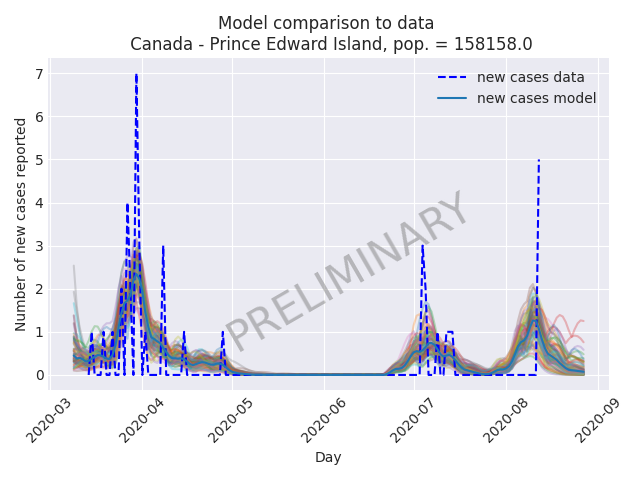 Model comparison to data
Canada - Prince Edward Island, pop. = 158158.0
new cases data
new cases model
PRELIMINARY
Number of new cases reported
7
6
5
4
3
2
1
0
2020-03
2020-04
2020-05
2020-06
2020-07
2020-08
2020-09
Day